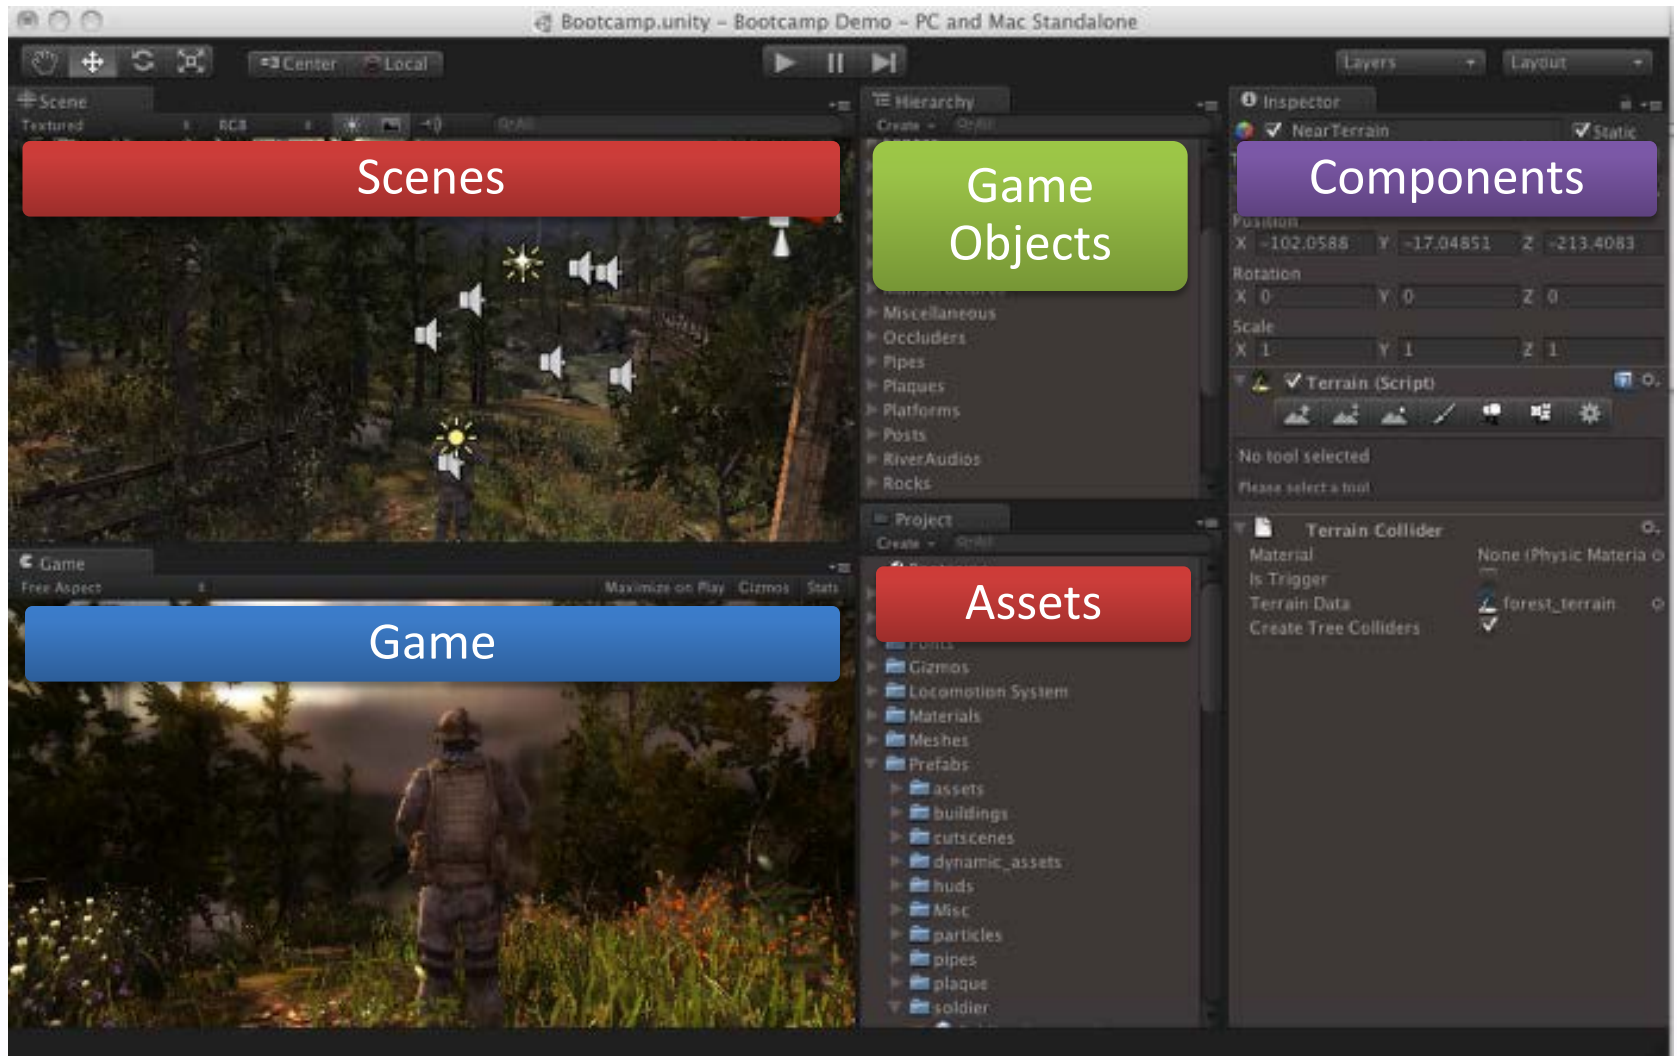 Bootcamp.unity – Bootcamp Demo – PC and Mac Standalone
Center Local
Layers Layout
Scene
Textured RGB All
Scenes
Game
Free Aspect Maximize on Play Gizmos Stats
Game
Hierarchy
Create All
Game
Objects
Miscellaneous
Occluders
Pipes
Plaques
Platforms
Posts
RiverAudios
Rocks
Project
Create All
Assets
Fonts
Gizmos
Locomotion System
Materials
Meshes
Prefabs
assets
buildings
cutscenes
dynamic_assets
huds
Misc
particles
pipes
plaque
soldier
Inspector
NearTerrain Static
Components
Position
X -102.0588 Y -17.04851 Z -213.4083
Rotation
X 0 Y 0 Z 0
Scale
X 1 Y 1 Z 1
Terrain (Script)
No tool selected
Please select a tool
Terrain Collider
Material None (Physic Materia
Is Trigger
Terrain Data forest_terrain
Create Tree Colliders